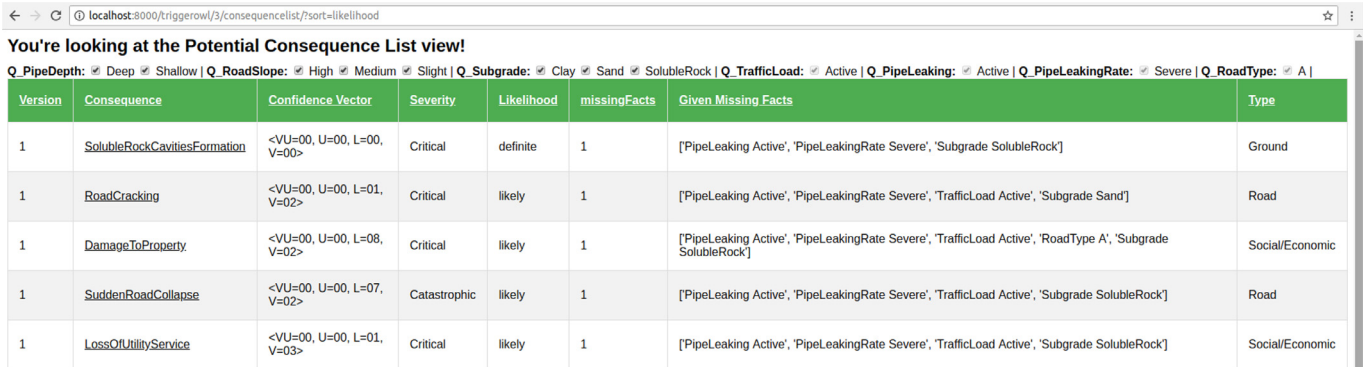 localhost:8000/triggerowl/3/consequencelist/?sort=likelihood
You're looking at the Potential Consequence List view!
Q_PipeDepth: Deep Shallow | Q_RoadSlope: High Medium Slight | Q_Subgrade: Clay Sand SolubleRock | Q_TrafficLoad: Active | Q_PipeLeaking: Active | Q_PipeLeakingRate: Severe | Q_RoadType: A |
Version Consequence Confidence Vector Severity Likelihood missingFacts Given Missing Facts Type
1 SolubleRockCavitiesFormation <VU=00, U=00, L=00, V=00> Critical definite 1 ['PipeLeaking Active', 'PipeLeakingRate Severe', 'Subgrade SolubleRock'] Ground
1 RoadCracking <VU=00, U=00, L=01, V=02> Critical likely 1 ['PipeLeaking Active', 'PipeLeakingRate Severe', 'TrafficLoad Active', 'Subgrade Sand'] Road
1 DamageToProperty <VU=00, U=00, L=08, V=02> Critical likely 1 ['PipeLeaking Active', 'PipeLeakingRate Severe', 'TrafficLoad Active', 'RoadType A', 'Subgrade SolubleRock'] Social/Economic
1 SuddenRoadCollapse <VU=00, U=00, L=07, V=02> Catastrophic likely 1 ['PipeLeaking Active', 'PipeLeakingRate Severe', 'TrafficLoad Active', 'Subgrade SolubleRock'] Road
1 LossOfUtilityService <VU=00, U=00, L=01, V=03> Critical likely 1 ['PipeLeaking Active', 'PipeLeakingRate Severe', 'TrafficLoad Active', 'Subgrade SolubleRock'] Social/Economic